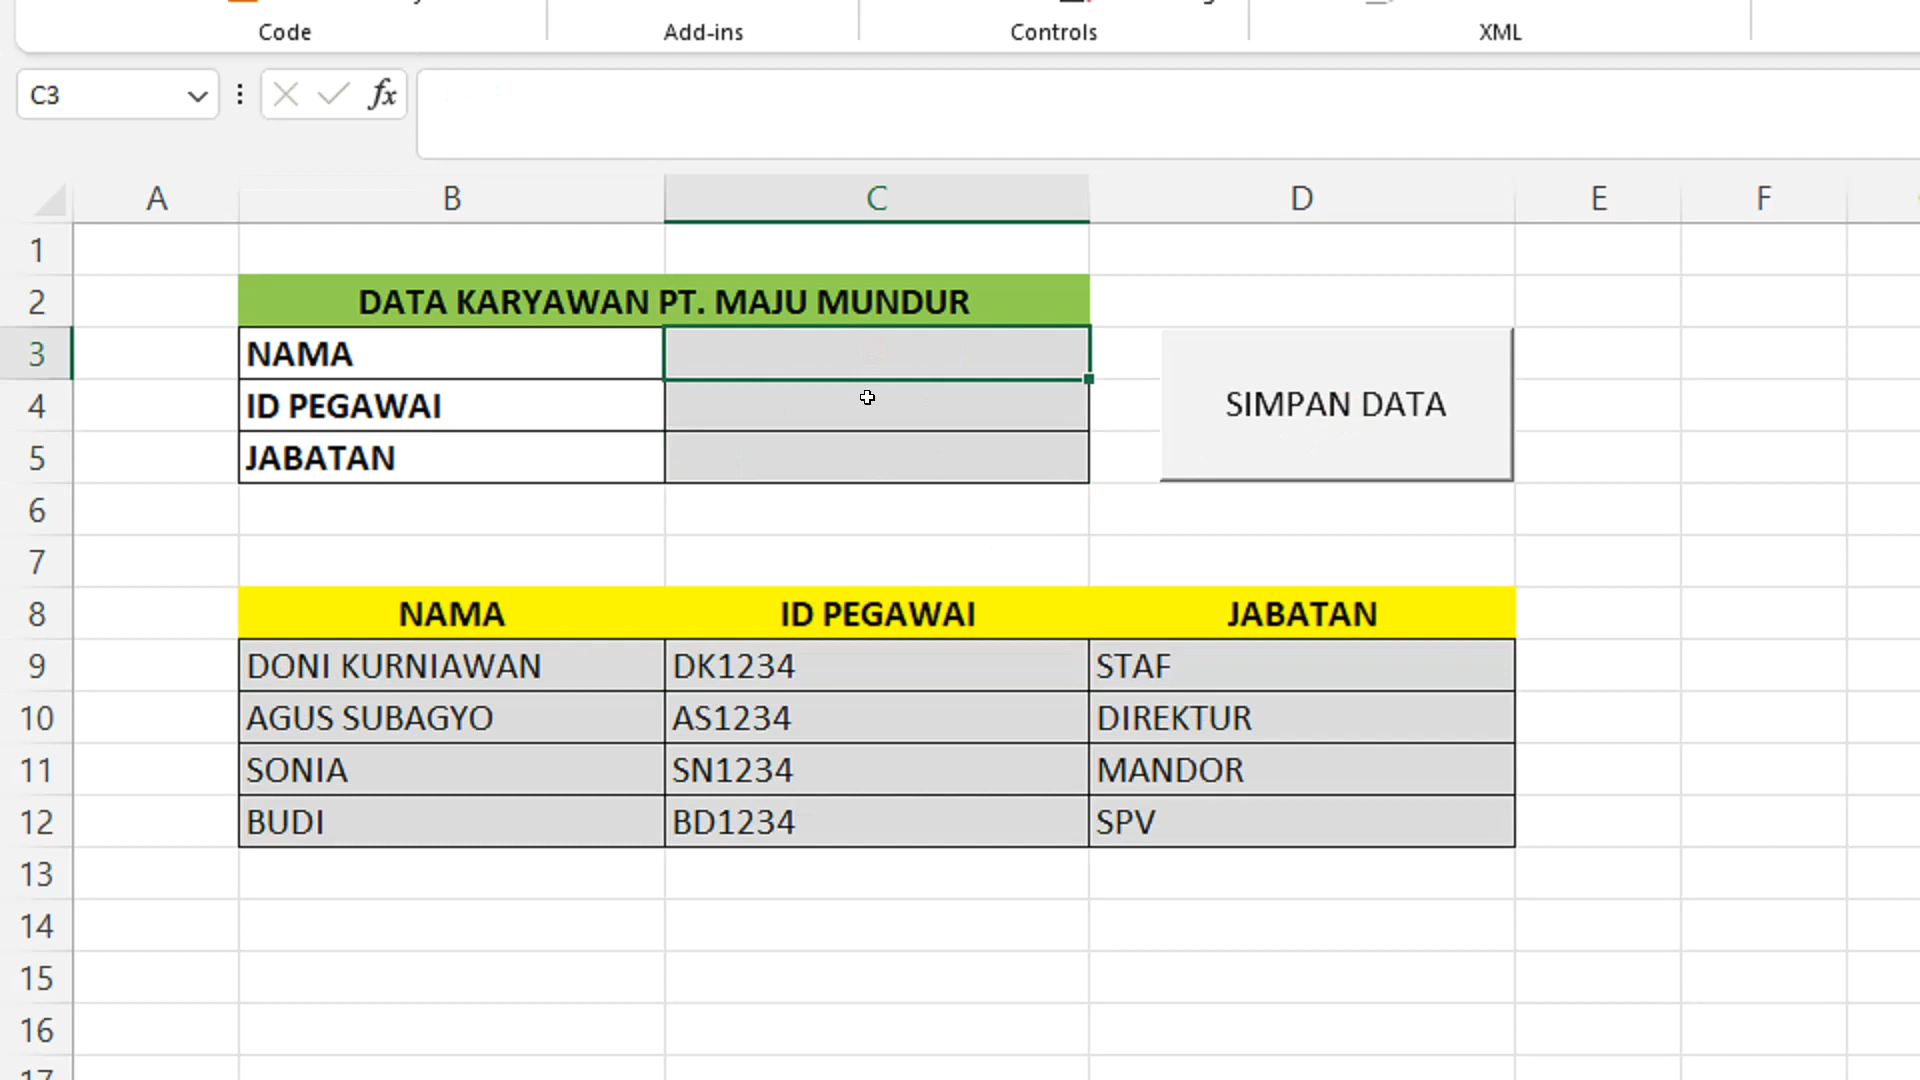 Code Add-ins Controls XML
C3 fx
A B C D E F
1
2 DATA KARYAWAN PT. MAJU MUNDUR
3 NAMA
SIMPAN DATA
4 ID PEGAWAI
5 JABATAN
6
7
8 NAMA ID PEGAWAI JABATAN
9 DONI KURNIAWAN DK1234 STAF
10 AGUS SUBAGYO AS1234 DIREKTUR
11 SONIA SN1234 MANDOR
12 BUDI BD1234 SPV
13
14
15
16
17